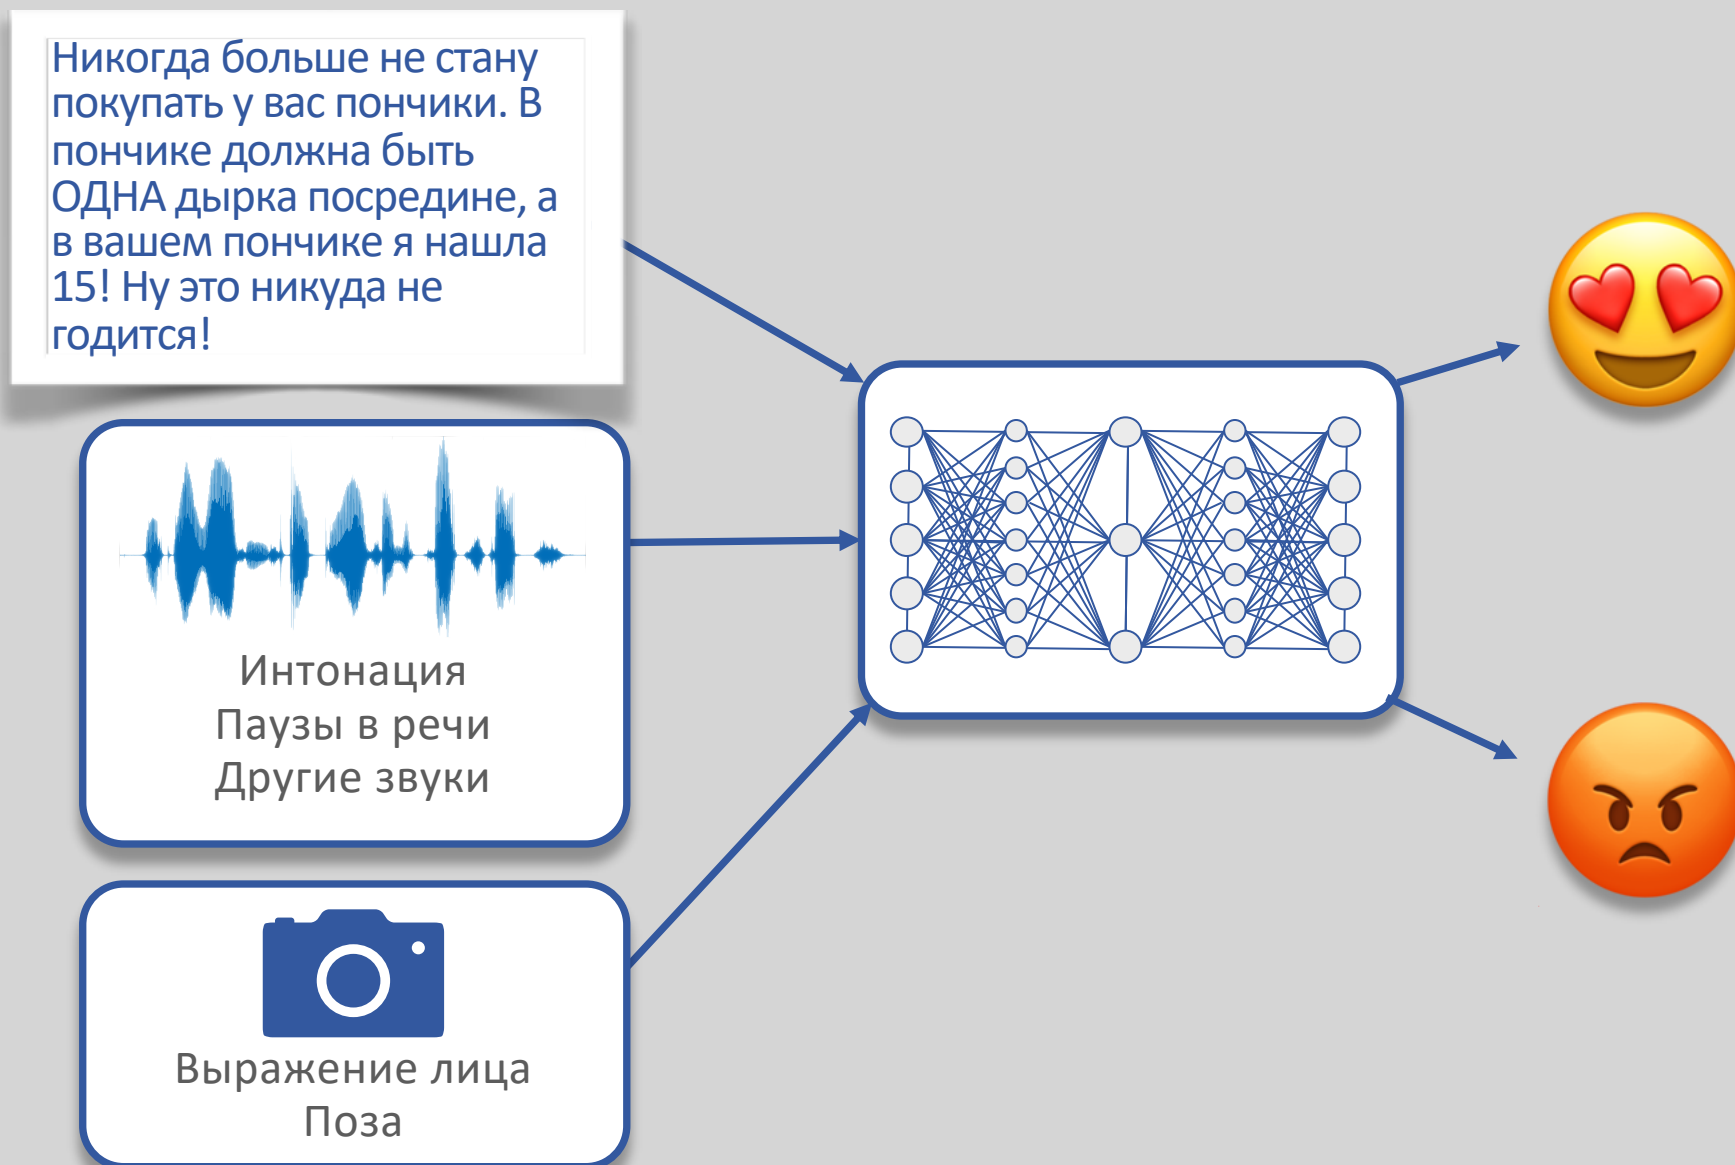 Никогда больше не стану
покупать у вас пончики. В
пончике должна быть
ОДНА дырка посредине, а
в вашем пончике я нашла
15! Ну это никуда не
годится!
Интонация
Паузы в речи
Другие звуки
Выражение лица
Поза